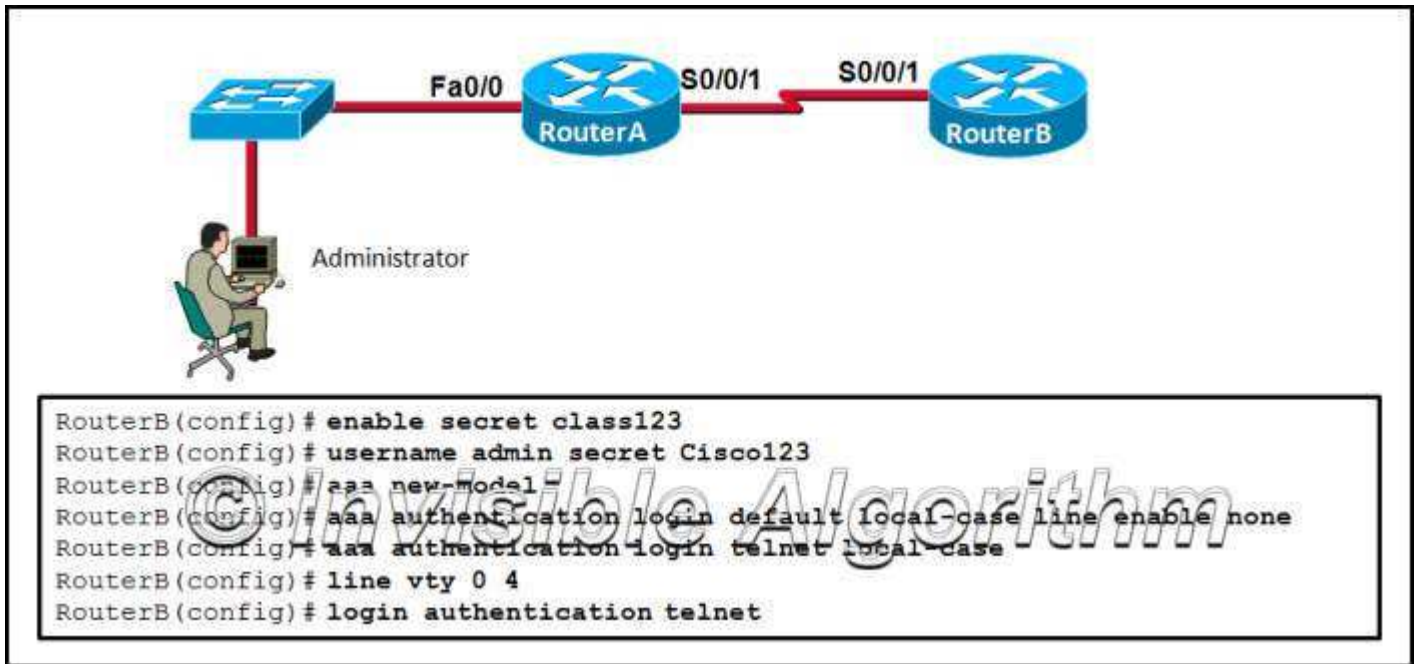 Fa0/0
S0/0/1
S0/0/1
RouterA
RouterB
Administrator
RouterB(config)# enable secret class123
RouterB(config)# username admin secret Cisco123
RouterB(config)# aaa new-model
RouterB(config)# aaa authentication login default local-case line enable none
RouterB(config)# aaa authentication login telnet local-case
RouterB(config)# line vty 0 4
RouterB(config)# login authentication telnet
© Invisible Algorithm